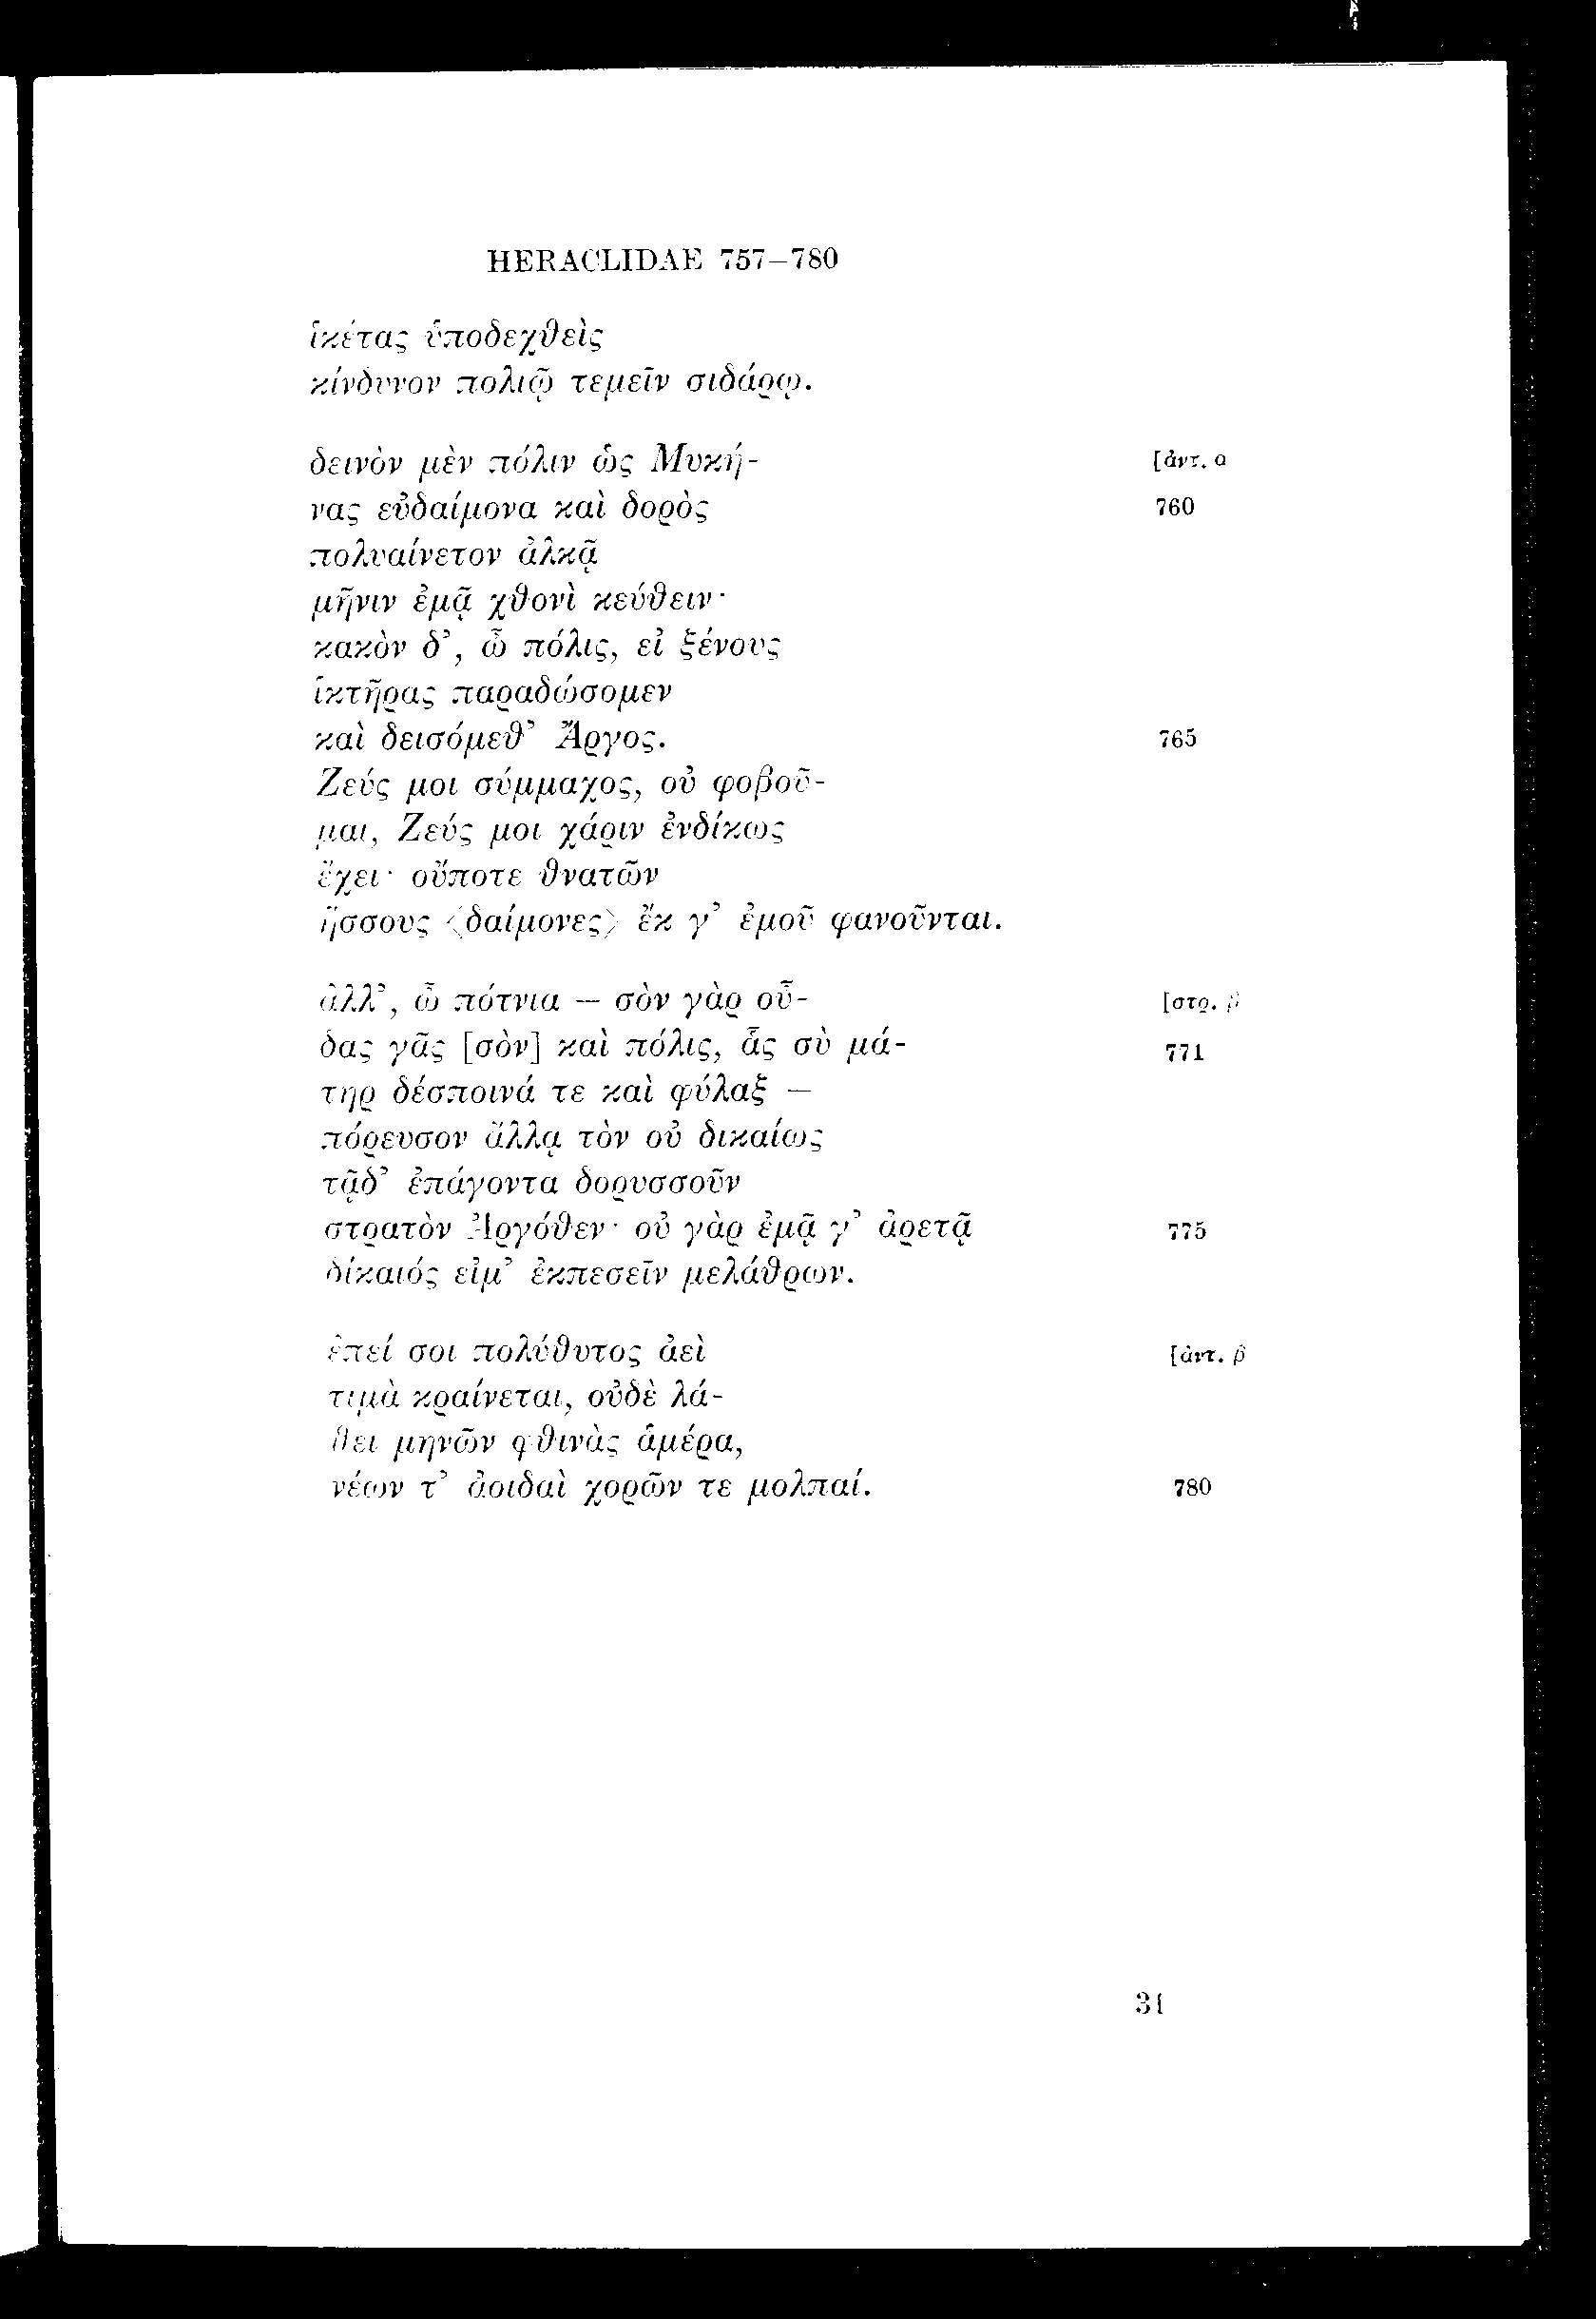 HERACLIDAE 757–780
ἱκέτας ὑποδεχθεὶς
κίνδυνον πολιῷ τεμεῖν σιδάρῳ.
δεινὸν μὲν πόλιν ὡς Μυκή- [ἀντ. α
νας εὐδαίμονα καὶ δορὸς 760
πολυαίνετον ἀλκᾷ
μῆνιν ἐμᾷ χθονὶ κεύθειν·
κακὸν δ’, ὦ πόλις, εἰ ξένους
ἱκτῆρας παραδώσομεν
καὶ δεισόμεθ’ Ἄργος. 765
Ζεύς μοι σύμμαχος, οὐ φοβοῦ-
μαι, Ζεύς μοι χάριν ἐνδίκως
ἔχει· οὔποτε θνατῶν
ἥσσους ⟨δαίμονες⟩ ἔκ γ’ ἐμοῦ φανοῦνται.
ἀλλ’, ὦ πότνια – σὸν γὰρ οὖ- [στρ. β
δας γᾶς [σὸν] καὶ πόλις, ἇς σὺ μά- 771
τηρ δέσποινά τε καὶ φύλαξ –
πόρευσον ἄλλᾳ τὸν οὐ δικαίως
τᾷδ’ ἐπάγοντα δορυσσοῦν
στρατὸν Ἀργόθεν· οὐ γὰρ ἐμᾷ γ’ ἀρετᾷ 775
δίκαιός εἰμ’ ἐκπεσεῖν μελάθρων.
ἐπεί σοι πολύθυτος ἀεὶ [ἀντ. β
τιμὰ κραίνεται, οὐδὲ λά-
θει μηνῶν φθινὰς ἁμέρα,
νέων τ’ ἀοιδαὶ χορῶν τε μολπαί. 780
31